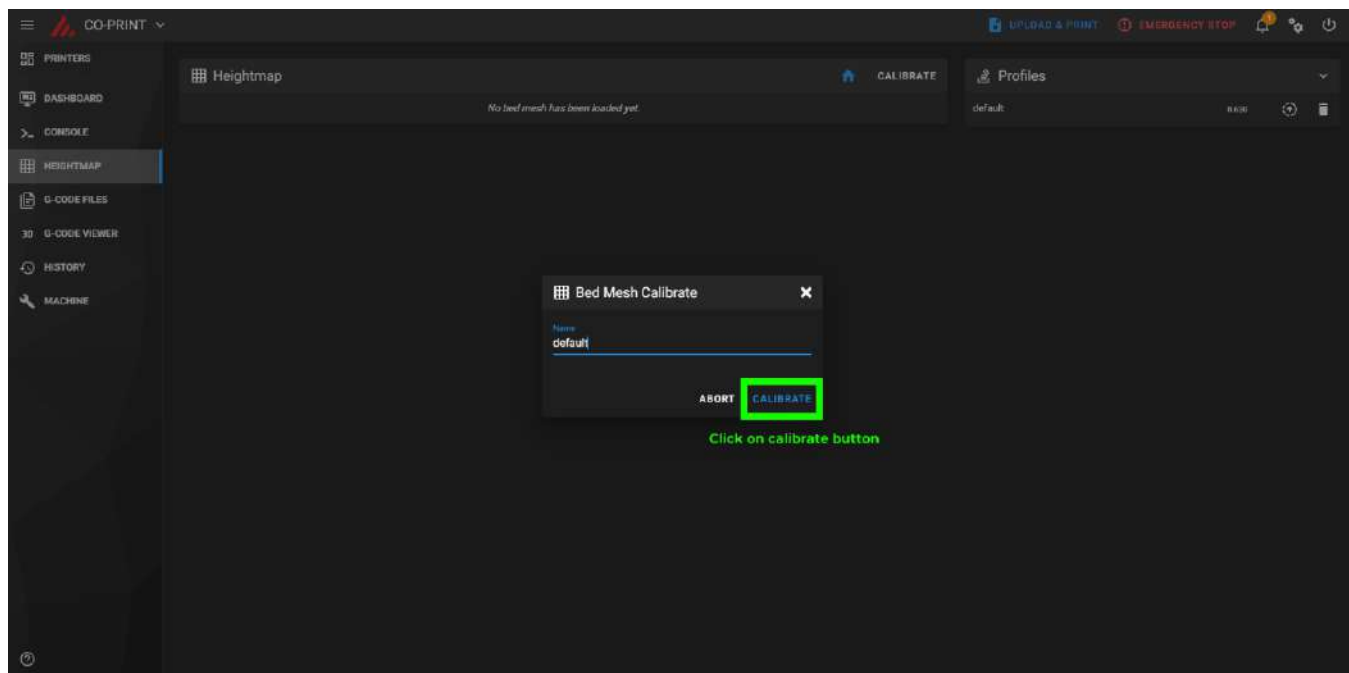 CO-PRINT
UPLOAD & PRINT
EMERGENCY STOP
PRINTERS
DASHBOARD
CONSOLE
HEIGHTMAP
G-CODE FILES
3D G-CODE VIEWER
HISTORY
MACHINE
Heightmap
CALIBRATE
No bed mesh has been loaded yet.
Profiles
default
Bed Mesh Calibrate
Name
default
ABORT CALIBRATE
Click on calibrate button